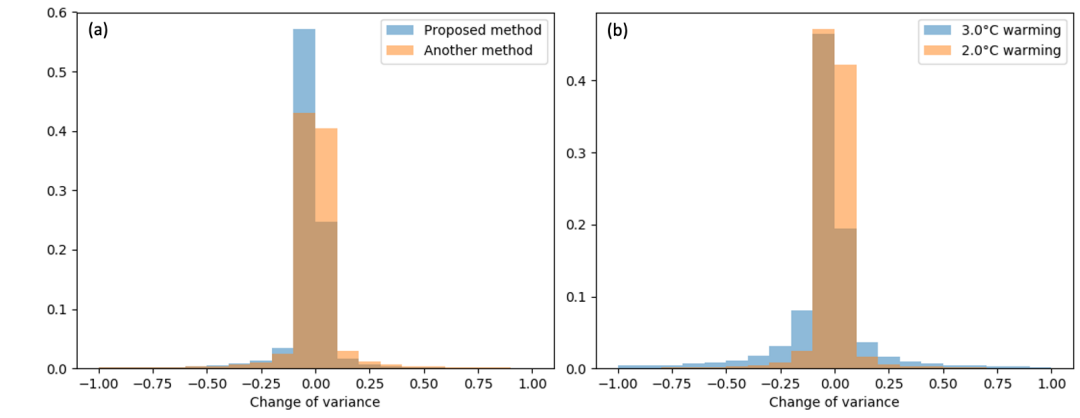 (a)
Proposed method
Another method
0.6
0.5
0.4
0.3
0.2
0.1
0.0
−1.00 −0.75 −0.50 −0.25 0.00 0.25 0.50 0.75 1.00
Change of variance
(b)
3.0°C warming
2.0°C warming
0.4
0.3
0.2
0.1
0.0
−1.00 −0.75 −0.50 −0.25 0.00 0.25 0.50 0.75 1.00
Change of variance